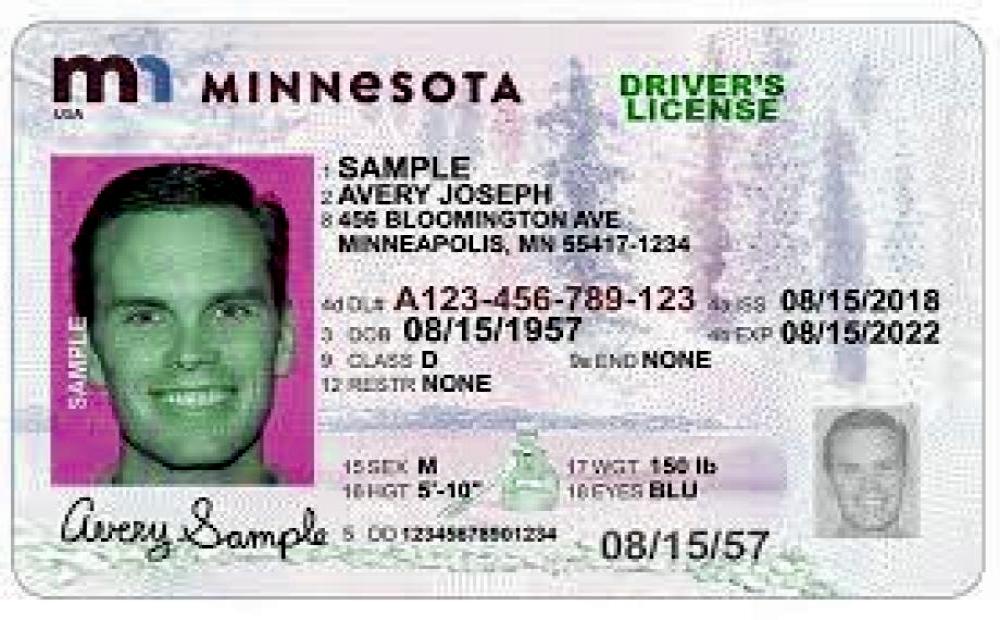 mn MINNESOTA
USA
DRIVER'S
LICENSE
1 SAMPLE
2 AVERY JOSEPH
8 456 BLOOMINGTON AVE
MINNEAPOLIS, MN 55417-1234
4d DL# A123-456-789-123 4a ISS 08/15/2018
3 DOB 08/15/1957 4b EXP 08/15/2022
9 CLASS D 9a END NONE
12 RESTR NONE
SAMPLE
15 SEX M 17 WGT 150 lb
16 HGT 5'-10" 18 EYES BLU
Avery Sample
5 DD 12345678901234
08/15/57